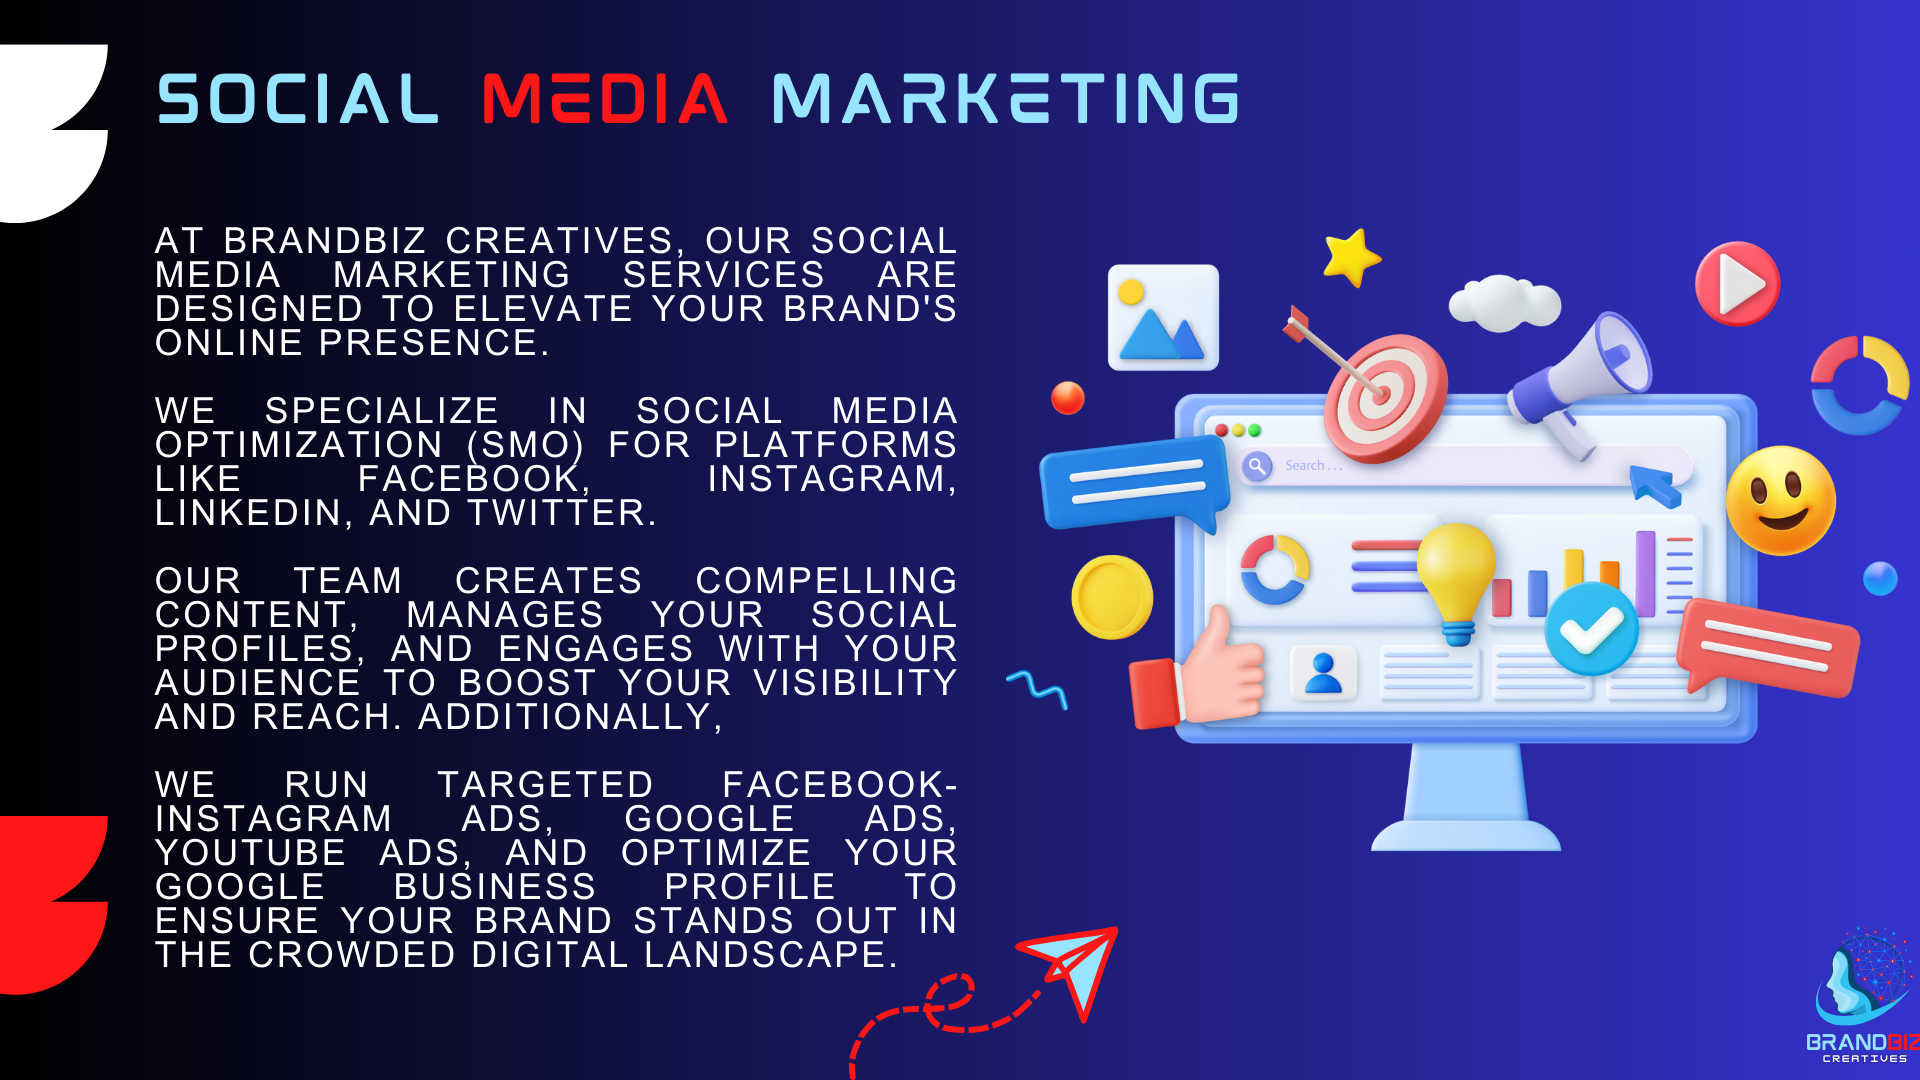 SOCIAL MEDIA MARKETING
AT BRANDBIZ CREATIVES, OUR SOCIAL
MEDIA MARKETING SERVICES ARE
DESIGNED TO ELEVATE YOUR BRAND'S
ONLINE PRESENCE.
WE SPECIALIZE IN SOCIAL MEDIA
OPTIMIZATION (SMO) FOR PLATFORMS
LIKE FACEBOOK, INSTAGRAM,
LINKEDIN, AND TWITTER.
OUR TEAM CREATES COMPELLING
CONTENT, MANAGES YOUR SOCIAL
PROFILES, AND ENGAGES WITH YOUR
AUDIENCE TO BOOST YOUR VISIBILITY
AND REACH. ADDITIONALLY,
WE RUN TARGETED FACEBOOK-
INSTAGRAM ADS, GOOGLE ADS,
YOUTUBE ADS, AND OPTIMIZE YOUR
GOOGLE BUSINESS PROFILE TO
ENSURE YOUR BRAND STANDS OUT IN
THE CROWDED DIGITAL LANDSCAPE.
Search . . .
BRANDBIZ
CREATIVES